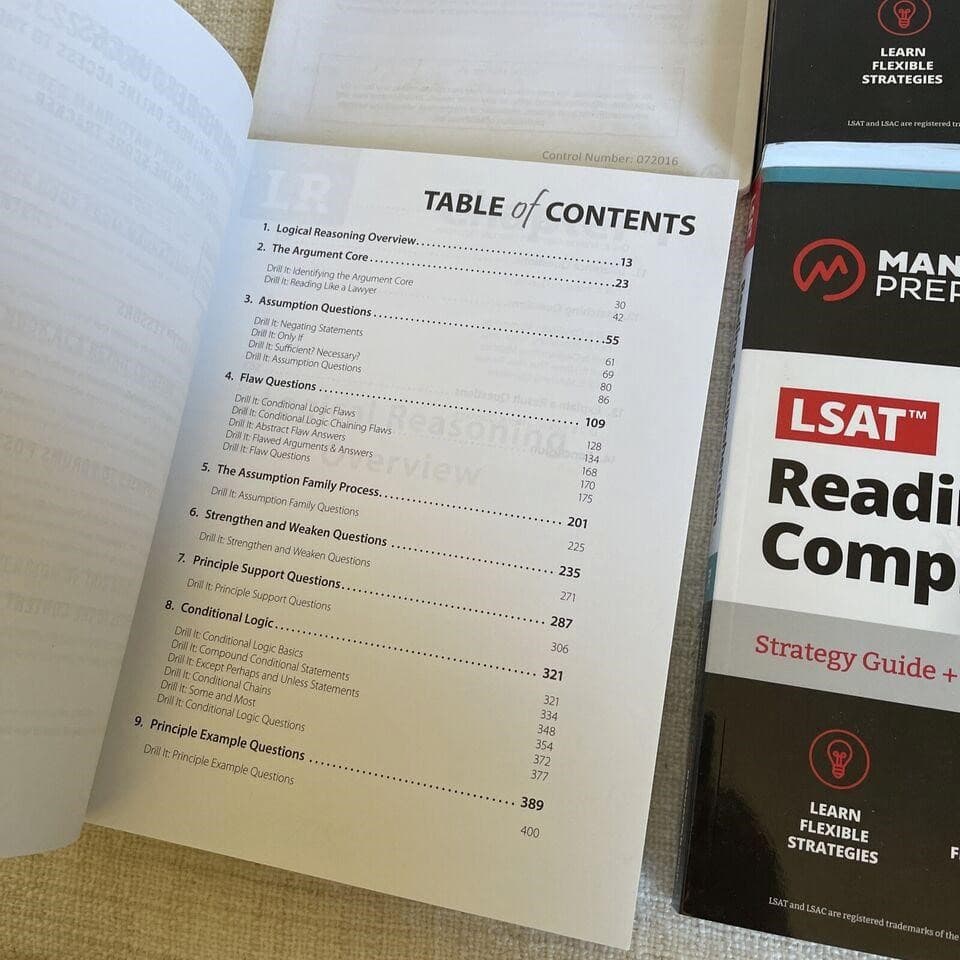 Control Number: 072016
LR
TABLE of CONTENTS
1. Logical Reasoning Overview 13
2. The Argument Core 23
Drill It: Identifying the Argument Core 30
Drill It: Reading Like a Lawyer 42
3. Assumption Questions 55
Drill It: Negating Statements 61
Drill It: Only If 69
Drill It: Sufficient? Necessary? 80
Drill It: Assumption Questions 86
4. Flaw Questions 109
Drill It: Conditional Logic Flaws 128
Drill It: Conditional Logic Chaining Flaws 134
Drill It: Abstract Flaw Answers 168
Drill It: Flawed Arguments & Answers 170
Drill It: Flaw Questions 175
5. The Assumption Family Process 201
Drill It: Assumption Family Questions 225
6. Strengthen and Weaken Questions 235
Drill It: Strengthen and Weaken Questions 271
7. Principle Support Questions 287
Drill It: Principle Support Questions 306
8. Conditional Logic 321
Drill It: Conditional Logic Basics 321
Drill It: Compound Conditional Statements 334
Drill It: Except Perhaps and Unless Statements 348
Drill It: Conditional Chains 354
Drill It: Some and Most 372
Drill It: Conditional Logic Questions 377
9. Principle Example Questions 389
Drill It: Principle Example Questions 400
LEARN
FLEXIBLE
STRATEGIES
LSAT and LSAC are registered tra
MAN
PREP
LSAT™
Readi
Comp
Strategy Guide +
LEARN
FLEXIBLE
STRATEGIES
F
LSAT and LSAC are registered trademarks of the